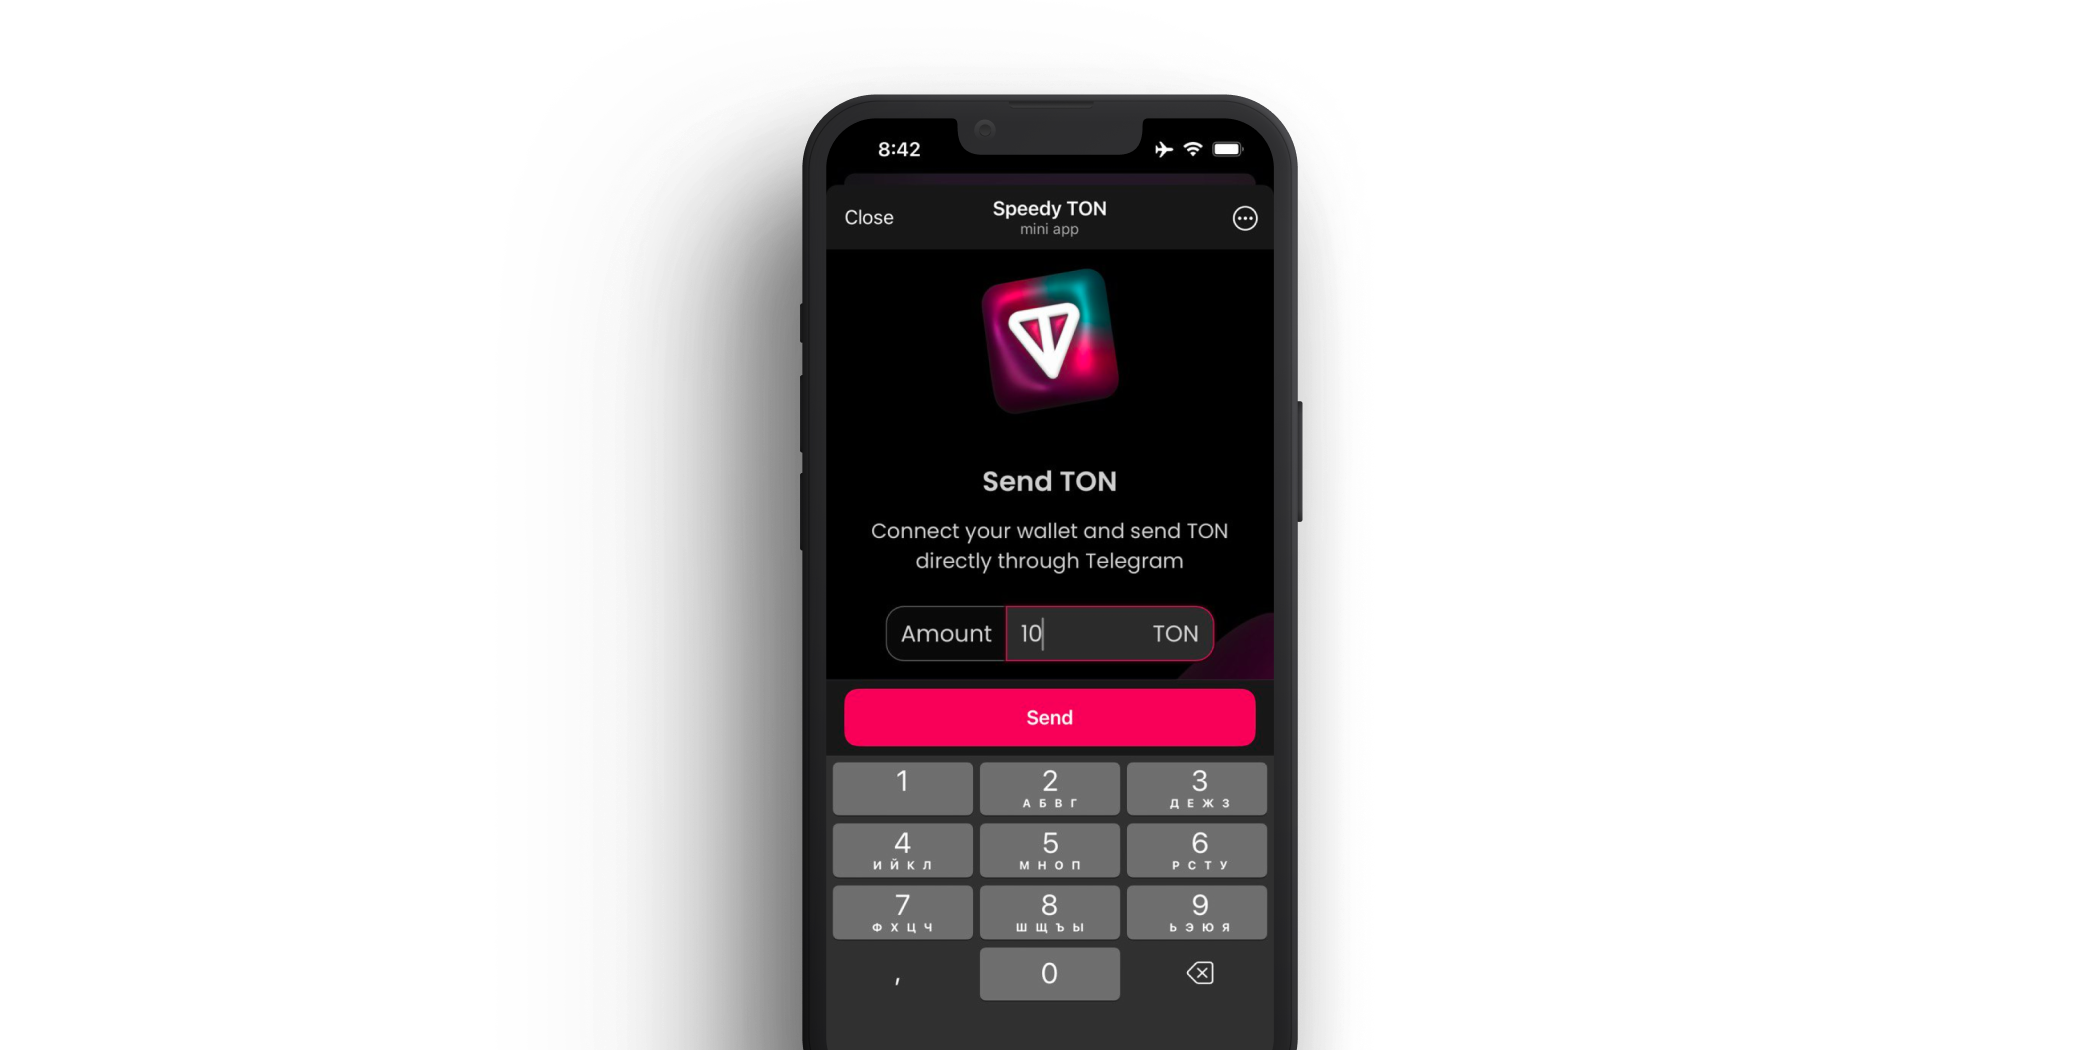 8:42
Close
Speedy TON
mini app
Send TON
Connect your wallet and send TON
directly through Telegram
Amount 10 TON
Send
1 2 3
А Б В Г Д Е Ж З
4 5 6
И Й К Л М Н О П Р С Т У
7 8 9
Ф Х Ц Ч Ш Щ Ъ Ы Ь Э Ю Я
, 0